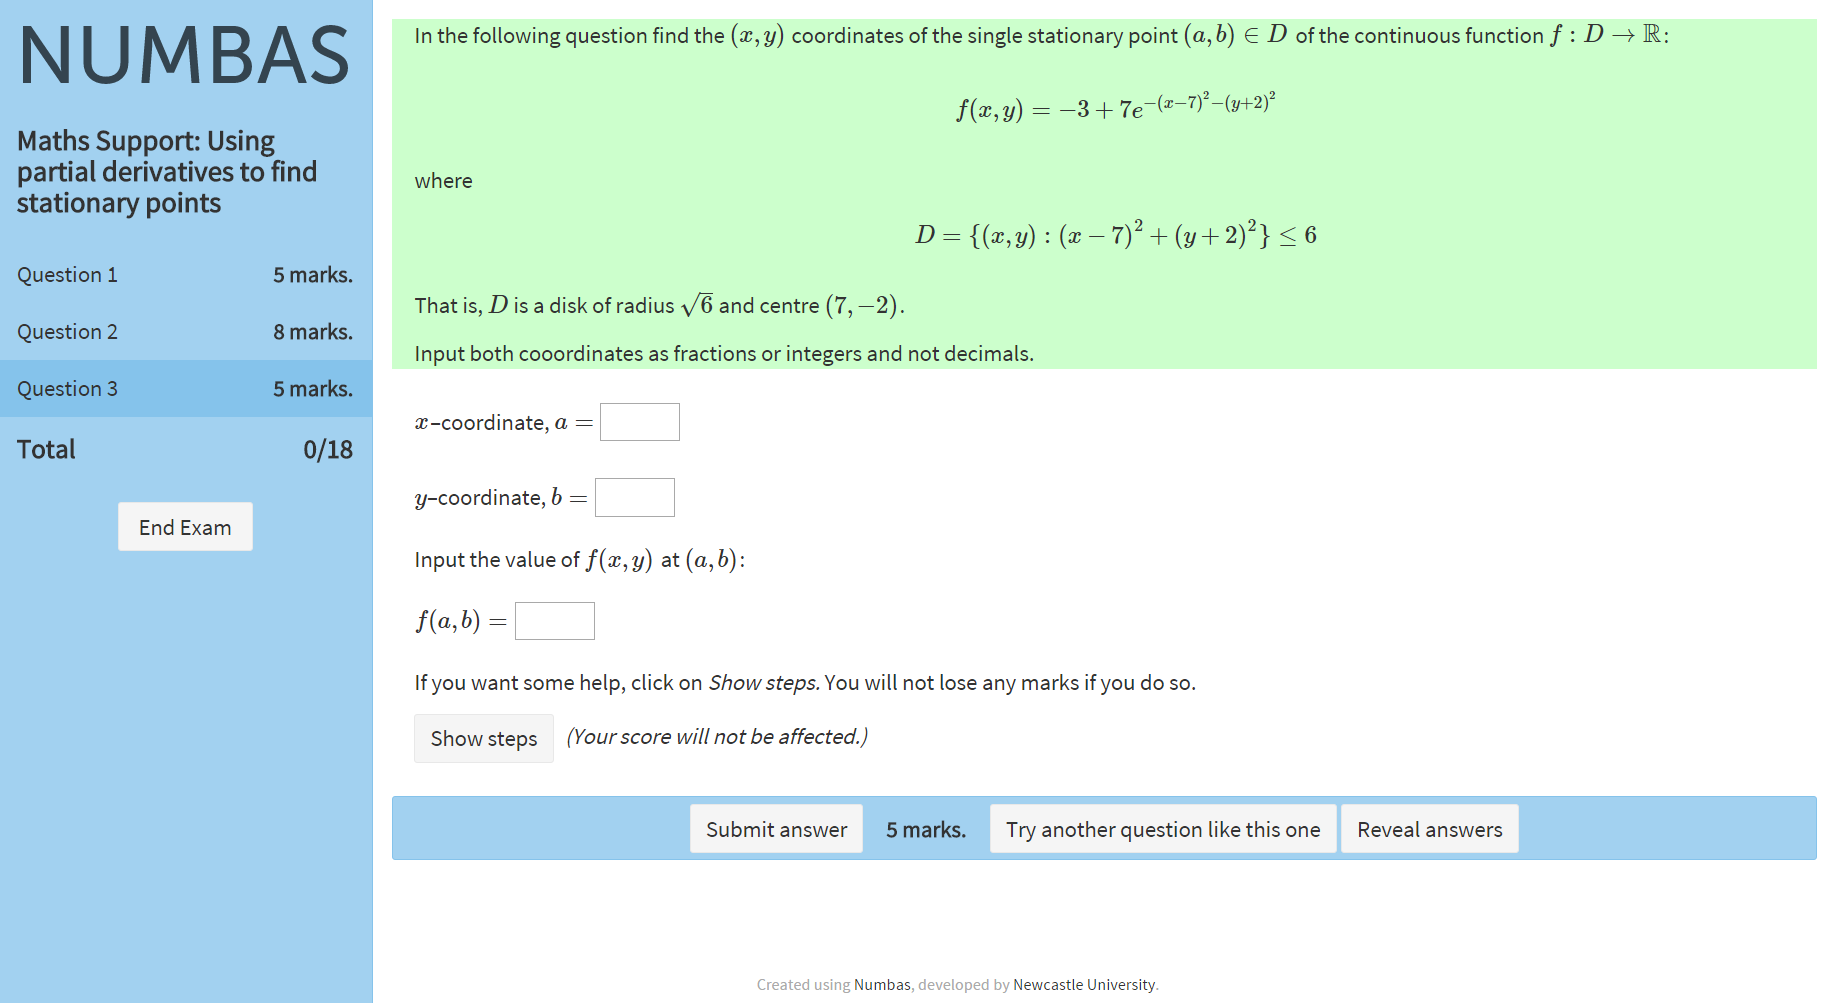 NUMBAS
Maths Support: Using
partial derivatives to find
stationary points
Question 1 5 marks.
Question 2 8 marks.
Question 3 5 marks.
Total 0/18
End Exam
In the following question find the (x, y) coordinates of the single stationary point (a, b) ∈ D of the continuous function f : D → ℝ:
f(x, y) = −3 + 7e^{−(x−7)²−(y+2)²}
where
D = {(x, y) : (x − 7)² + (y + 2)²} ≤ 6
That is, D is a disk of radius √6 and centre (7, −2).
Input both cooordinates as fractions or integers and not decimals.
x–coordinate, a =
y–coordinate, b =
Input the value of f(x, y) at (a, b):
f(a, b) =
If you want some help, click on Show steps. You will not lose any marks if you do so.
Show steps (Your score will not be affected.)
Submit answer 5 marks. Try another question like this one Reveal answers
Created using Numbas, developed by Newcastle University.